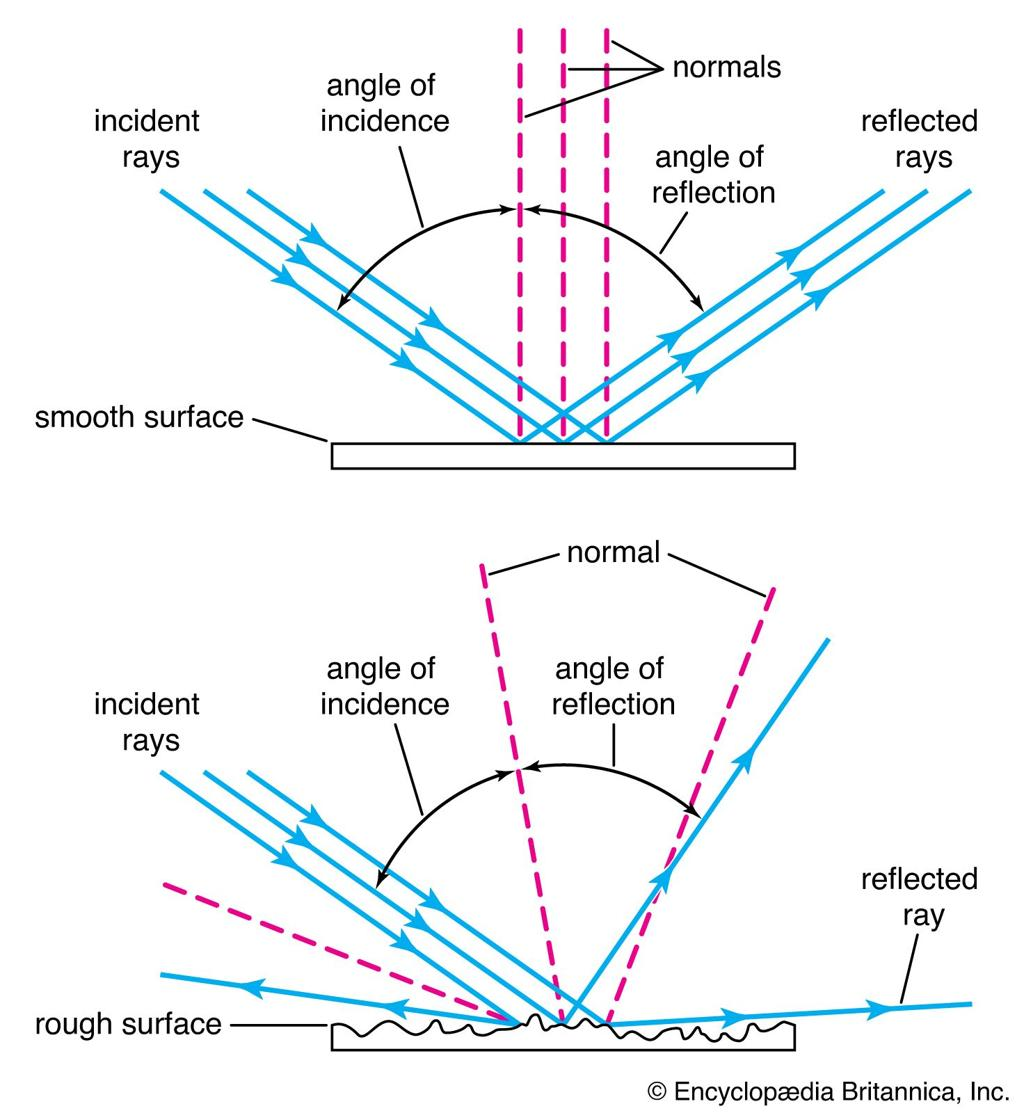 normals
angle of
incidence
incident
rays
reflected
rays
angle of
reflection
smooth surface
normal
angle of
incidence
angle of
reflection
incident
rays
reflected
ray
rough surface
© Encyclopædia Britannica, Inc.